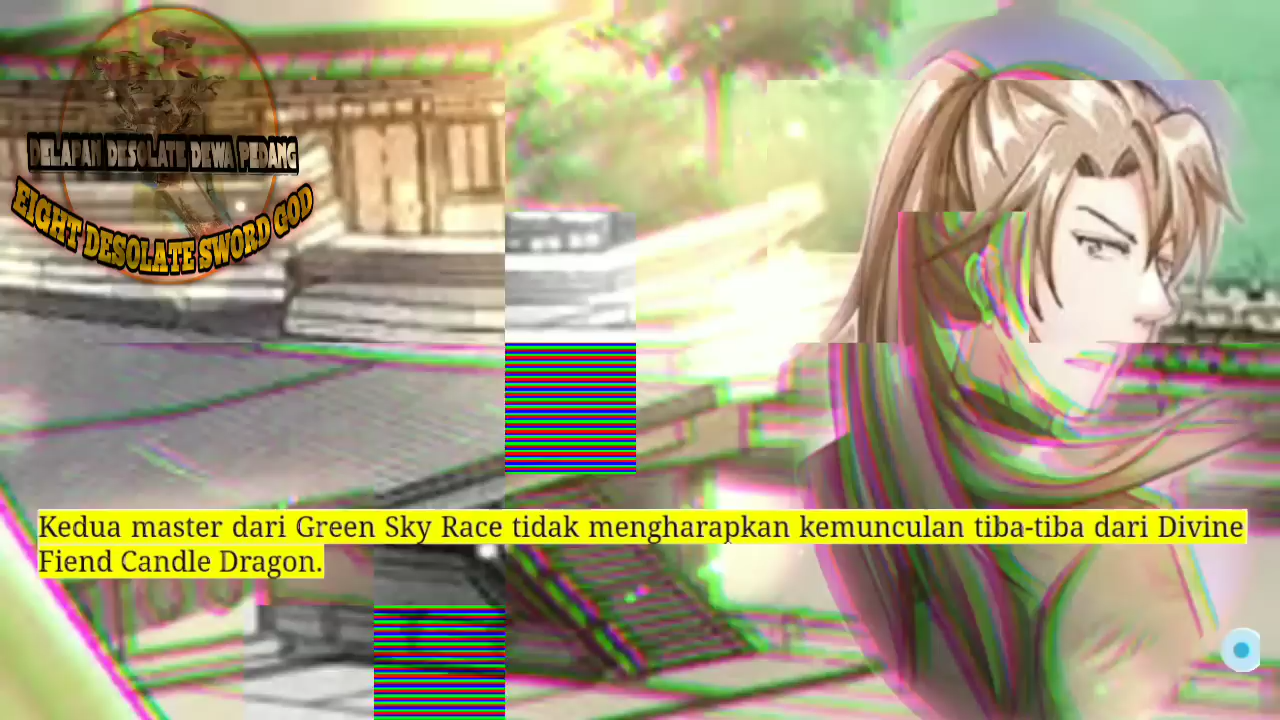 DELAPAN DESOLATE DEWA PEDANG
EIGHT DESOLATE SWORD GOD
Kedua master dari Green Sky Race tidak mengharapkan kemunculan tiba-tiba dari Divine
Fiend Candle Dragon.